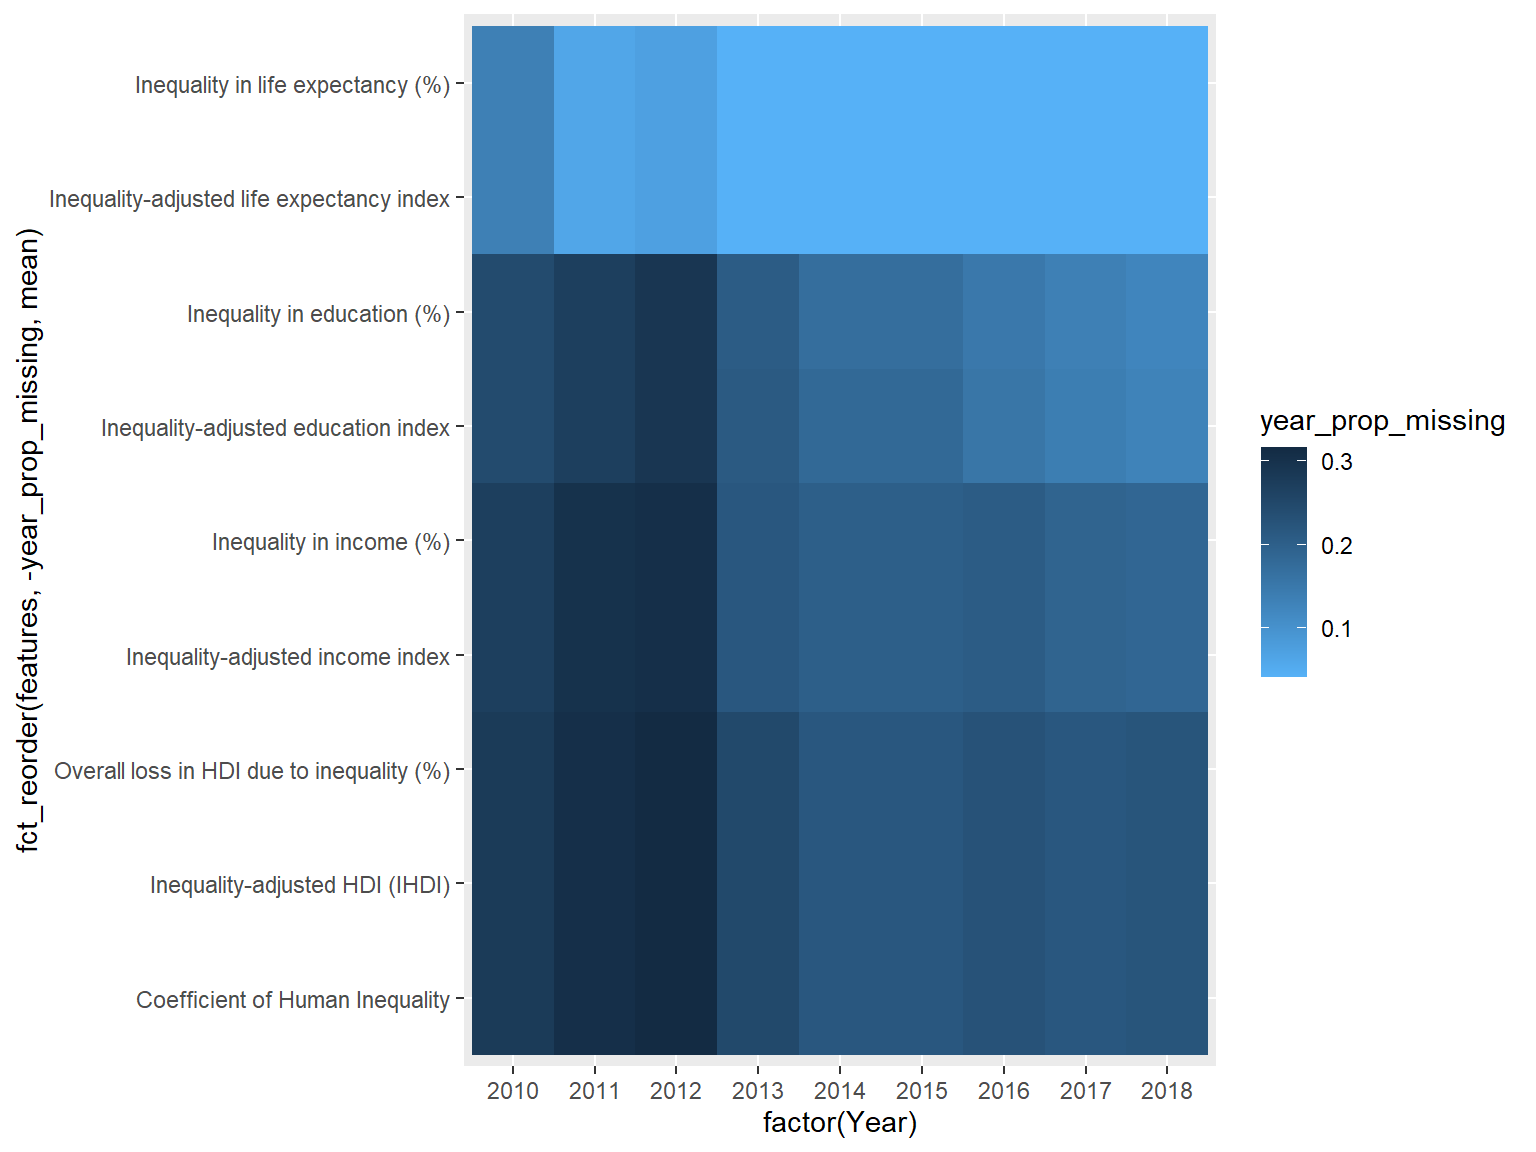 fct_reorder(features, -year_prop_missing, mean)
Inequality in life expectancy (%)
Inequality-adjusted life expectancy index
Inequality in education (%)
Inequality-adjusted education index
Inequality in income (%)
Inequality-adjusted income index
Overall loss in HDI due to inequality (%)
Inequality-adjusted HDI (IHDI)
Coefficient of Human Inequality
2010 2011 2012 2013 2014 2015 2016 2017 2018
factor(Year)
year_prop_missing
0.3
0.2
0.1